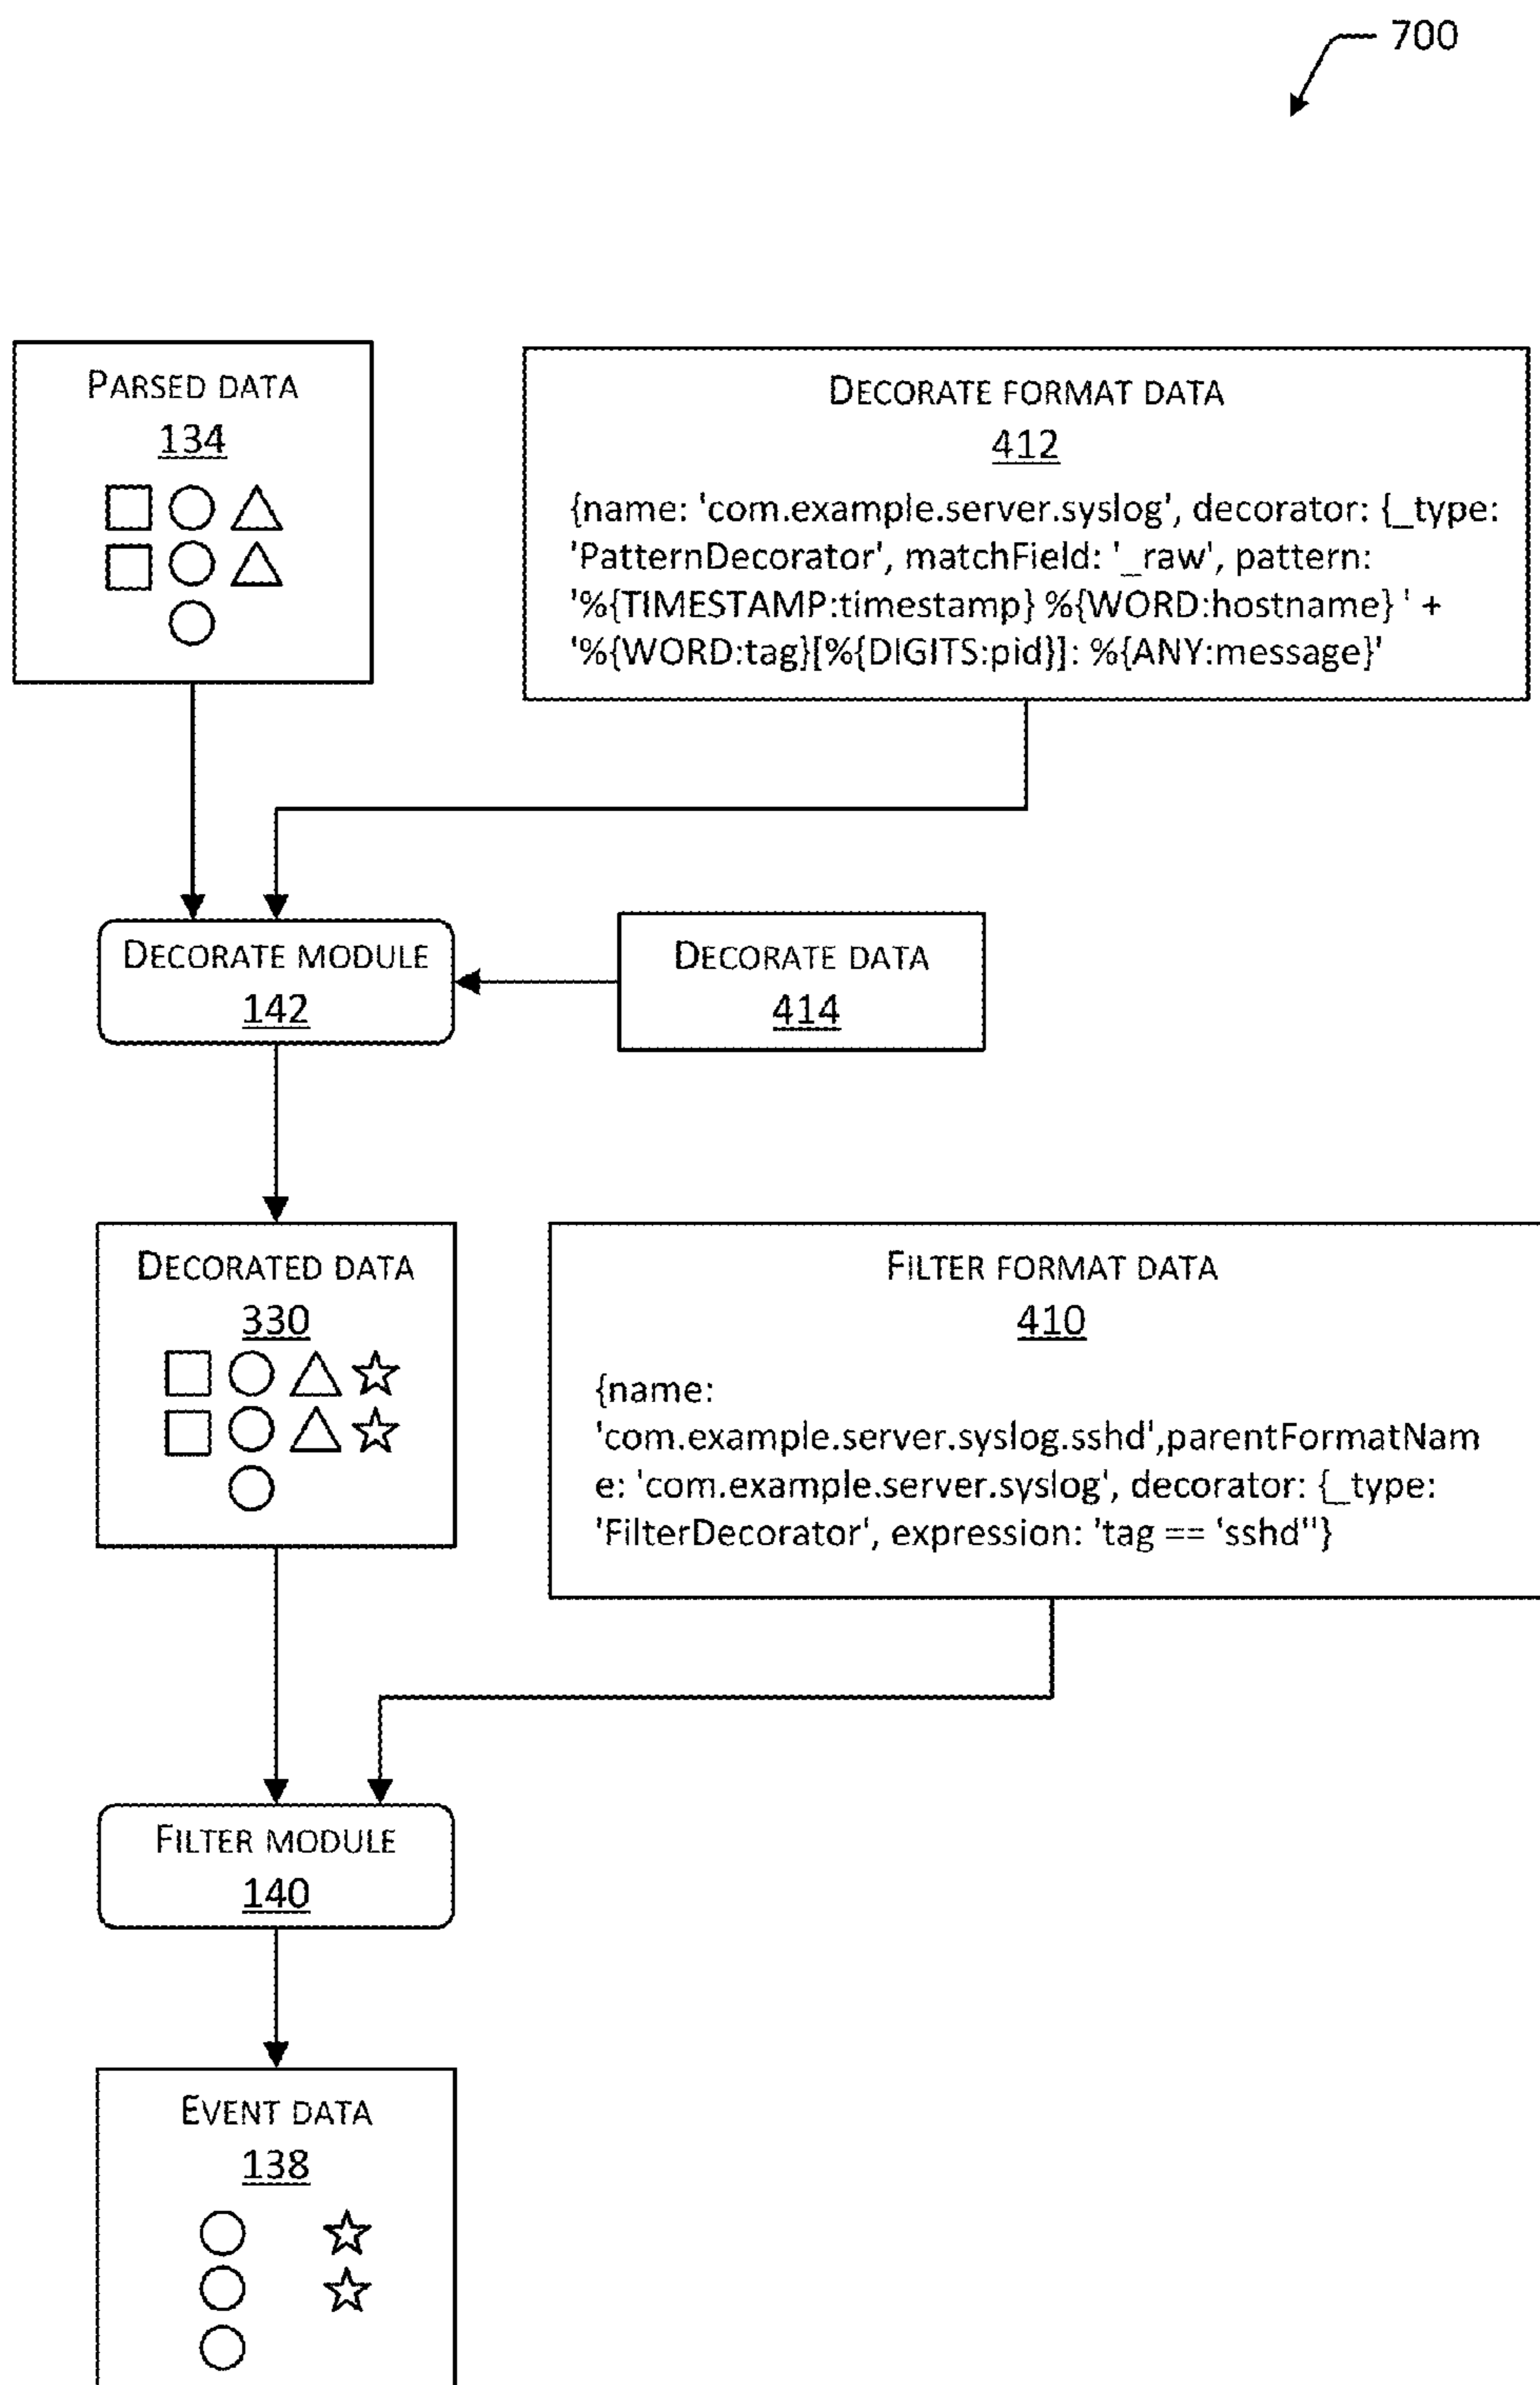 700
PARSED DATA
134
DECORATE FORMAT DATA
412
{name: 'com.example.server.syslog', decorator: {_type:
'PatternDecorator', matchField: '_raw', pattern:
'%{TIMESTAMP:timestamp} %{WORD:hostname} ' +
'%{WORD:tag}[%{DIGITS:pid}]: %{ANY:message}'
DECORATE MODULE
142
DECORATE DATA
414
DECORATED DATA
330
FILTER FORMAT DATA
410
{name:
'com.example.server.syslog.sshd',parentFormatNam
e: 'com.example.server.syslog', decorator: {_type:
'FilterDecorator', expression: 'tag == 'sshd''}
FILTER MODULE
140
EVENT DATA
138